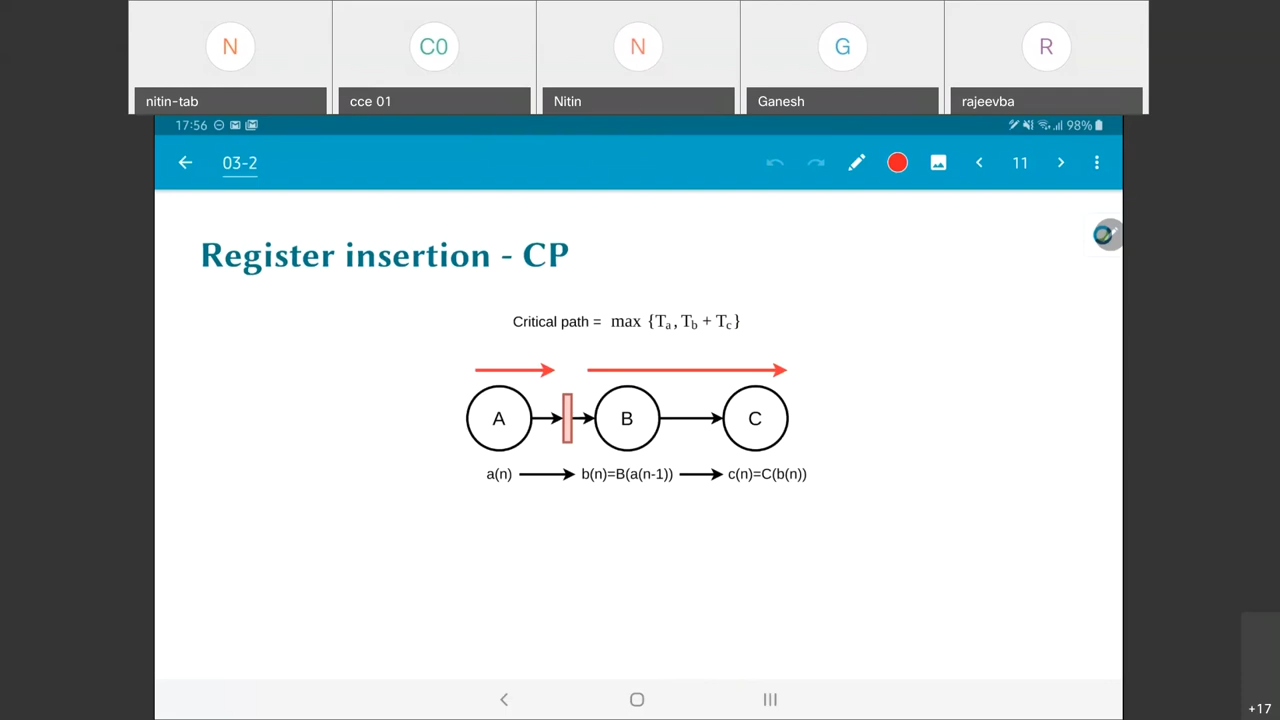 N C0 N G R
nitin-tab cce 01 Nitin Ganesh rajeevba
17:56 98%
03-2 11
Register insertion - CP
Critical path = max {Ta, Tb + Tc}
A B C
a(n) b(n)=B(a(n-1)) c(n)=C(b(n))
+17